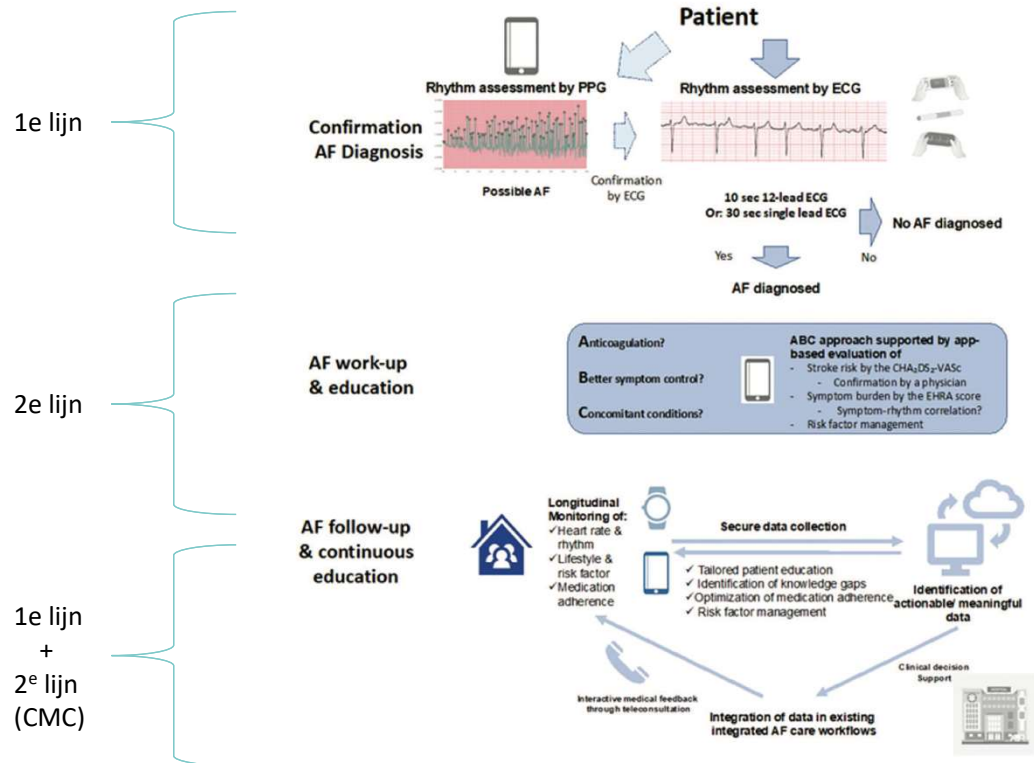 Patient
1e lijn
Confirmation
AF Diagnosis
Rhythm assessment by PPG
Possible AF
Confirmation
by ECG
Rhythm assessment by ECG
10 sec 12-lead ECG
Or: 30 sec single lead ECG
No AF diagnosed
Yes
No
AF diagnosed
2e lijn
AF work-up
& education
Anticoagulation?
Better symptom control?
Concomitant conditions?
ABC approach supported by app-
based evaluation of
- Stroke risk by the CHA₂DS₂-VASc
- Confirmation by a physician
- Symptom burden by the EHRA score
- Symptom-rhythm correlation?
- Risk factor management
1e lijn
+
2e lijn
(CMC)
AF follow-up
& continuous
education
Longitudinal
Monitoring of:
✓Heart rate &
rhythm
✓Lifestyle &
risk factor
✓Medication
adherence
Secure data collection
✓ Tailored patient education
✓ Identification of knowledge gaps
✓Optimization of medication adherence
✓ Risk factor management
Identification of
actionable/ meaningful
data
Clinical decision
Support
Interactive medical feedback
through teleconsultation
Integration of data in existing
integrated AF care workflows